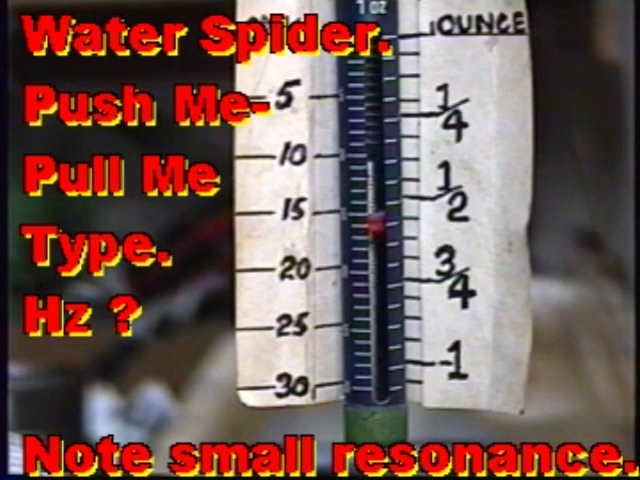 Water Spider.
Push Me-
Pull Me
Type.
Hz ?
Note small resonance.
1 oz
OUNCE
5
10
15
20
25
30
1/4
1/2
3/4
1